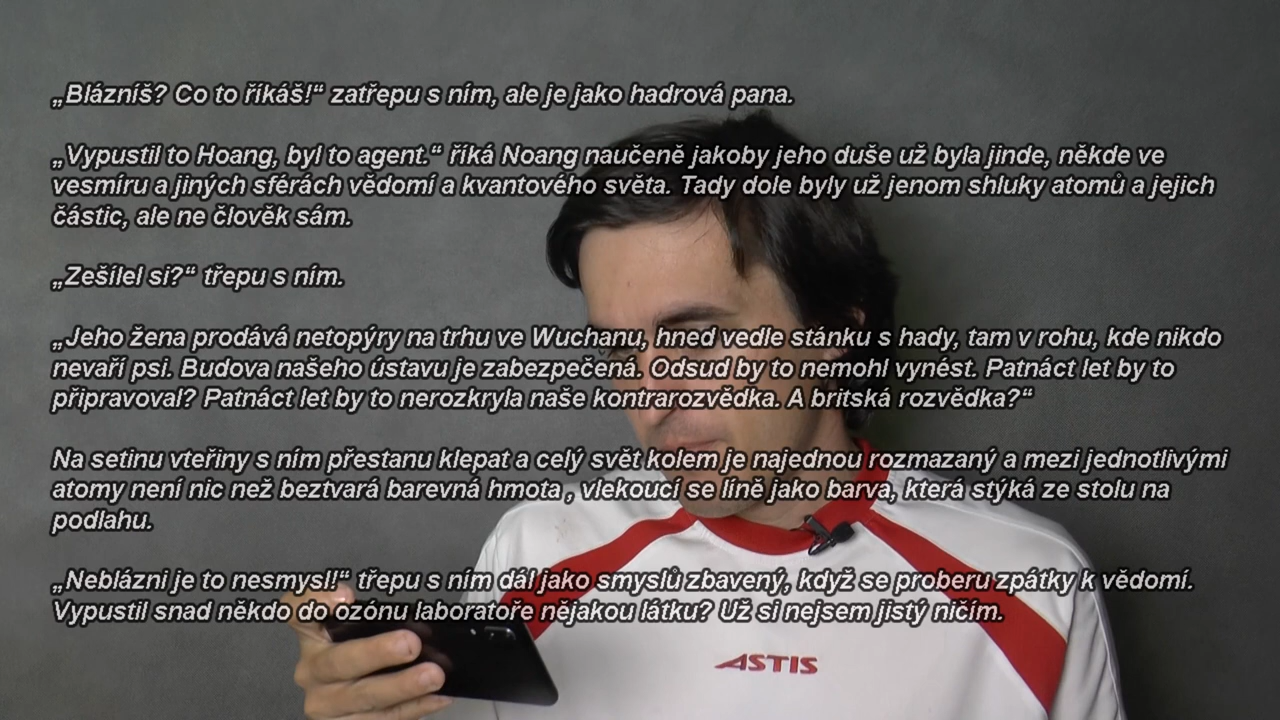 „Blázníš? Co to říkáš!“ zatřepu s ním, ale je jako hadrová pana.
„Vypustil to Hoang, byl to agent.“ říká Noang naučeně jakoby jeho duše už byla jinde, někde ve
vesmíru a jiných sférách vědomí a kvantového světa. Tady dole byly už jenom shluky atomů a jejich
částic, ale ne člověk sám.
„Zešílel si?“ třepu s ním.
„Jeho žena prodává netopýry na trhu ve Wuchanu, hned vedle stánku s hady, tam v rohu, kde nikdo
nevaří psi. Budova našeho ústavu je zabezpečená. Odsud by to nemohl vynést. Patnáct let by to
připravoval? Patnáct let by to nerozkryla naše kontrarozvědka. A britská rozvědka?“
Na setinu vteřiny s ním přestanu klepat a celý svět kolem je najednou rozmazaný a mezi jednotlivými
atomy není nic než beztvará barevná hmota , vlekoucí se líně jako barva, která stýká ze stolu na
podlahu.
„Neblázni je to nesmysl!“ třepu s ním dál jako smyslů zbavený, když se proberu zpátky k vědomí.
Vypustil snad někdo do ozónu laboratoře nějakou látku? Už si nejsem jistý ničím.
ASTIS